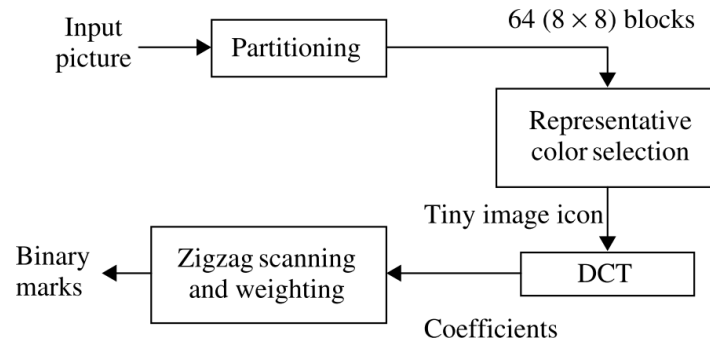 Input
picture
Partitioning
64 (8 × 8) blocks
Representative
color selection
Tiny image icon
DCT
Coefficients
Zigzag scanning
and weighting
Binary
marks